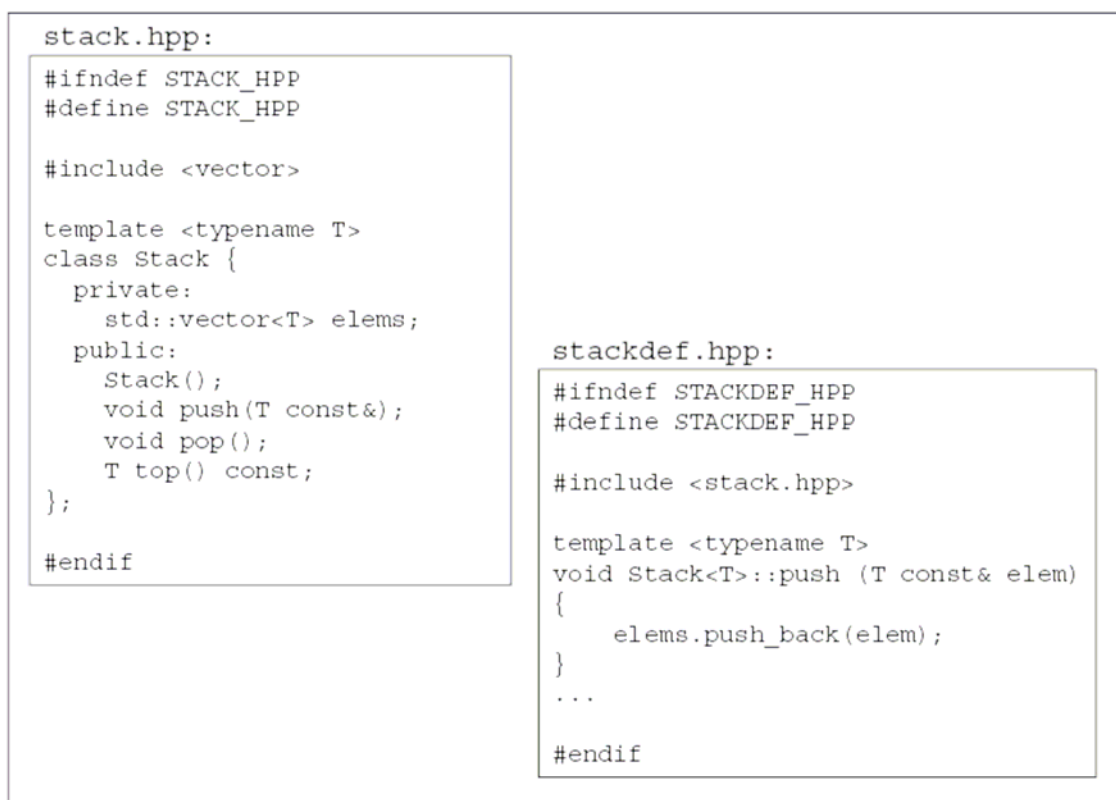 stack.hpp:
#ifndef STACK_HPP
#define STACK_HPP
#include <vector>
template <typename T>
class Stack {
private:
std::vector<T> elems;
public:
Stack();
void push(T const&);
void pop();
T top() const;
};
#endif
stackdef.hpp:
#ifndef STACKDEF_HPP
#define STACKDEF_HPP
#include <stack.hpp>
template <typename T>
void Stack<T>::push (T const& elem)
{
elems.push_back(elem);
}
...
#endif